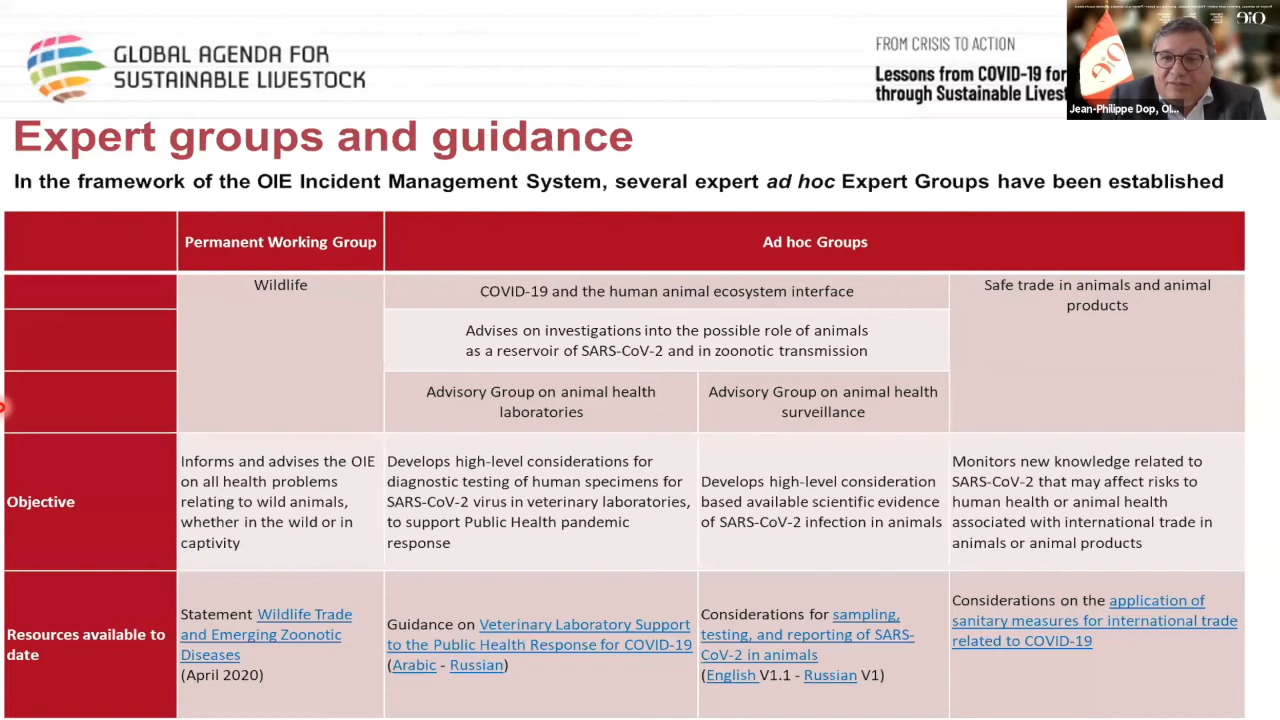 GLOBAL AGENDA FOR
SUSTAINABLE LIVESTOCK
FROM CRISIS TO ACTION
Lessons from COVID-19 for
through Sustainable Livest
Oie
Oie
Jean-Philippe Dop, OI...
Expert groups and guidance
In the framework of the OIE Incident Management System, several expert ad hoc Expert Groups have been established
Permanent Working Group
Ad hoc Groups
Wildlife
COVID-19 and the human animal ecosystem interface
Safe trade in animals and animal
products
Advises on investigations into the possible role of animals
as a reservoir of SARS-CoV-2 and in zoonotic transmission
Advisory Group on animal health
laboratories
Advisory Group on animal health
surveillance
Objective
Informs and advises the OIE
on all health problems
relating to wild animals,
whether in the wild or in
captivity
Develops high-level considerations for
diagnostic testing of human specimens for
SARS-CoV-2 virus in veterinary laboratories,
to support Public Health pandemic
response
Develops high-level consideration
based available scientific evidence
of SARS-CoV-2 infection in animals
Monitors new knowledge related to
SARS-CoV-2 that may affect risks to
human health or animal health
associated with international trade in
animals or animal products
Resources available to
date
Statement Wildlife Trade
and Emerging Zoonotic
Diseases
(April 2020)
Guidance on Veterinary Laboratory Support
to the Public Health Response for COVID-19
(Arabic - Russian)
Considerations for sampling,
testing, and reporting of SARS-
CoV-2 in animals
(English V1.1 - Russian V1)
Considerations on the application of
sanitary measures for international trade
related to COVID-19